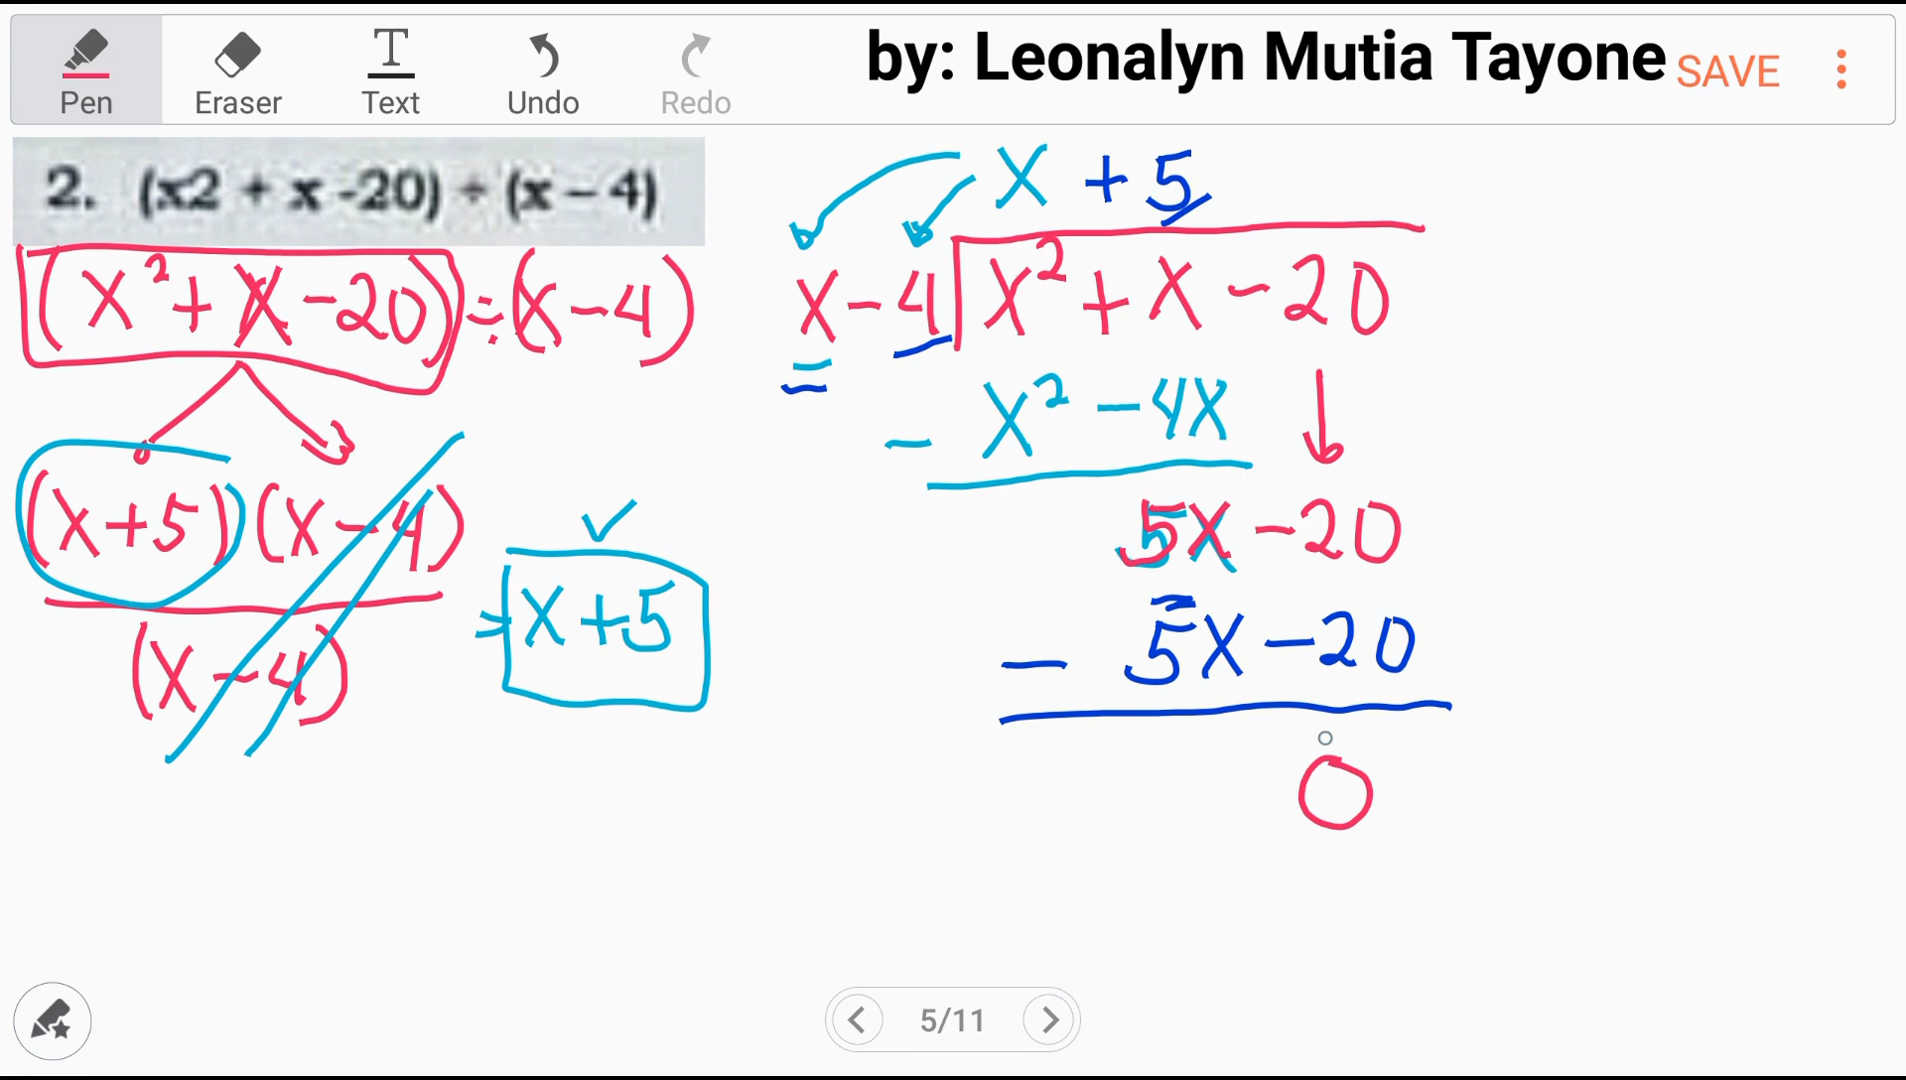 Pen Eraser Text Undo Redo
by: Leonalyn Mutia Tayone SAVE
2. (x2 + x -20) ÷ (x – 4)
(x² + x - 20) ÷ (x - 4)
(x + 5) (x - 4)
(x - 4)
= x + 5
x + 5
x - 4 x² + x - 20
- x² - 4x
5x - 20
- 5x - 20
0
5/11